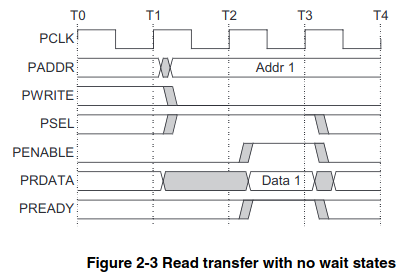 T0 T1 T2 T3 T4
PCLK
PADDR Addr 1
PWRITE
PSEL
PENABLE
PRDATA Data 1
PREADY
Figure 2-3 Read transfer with no wait states